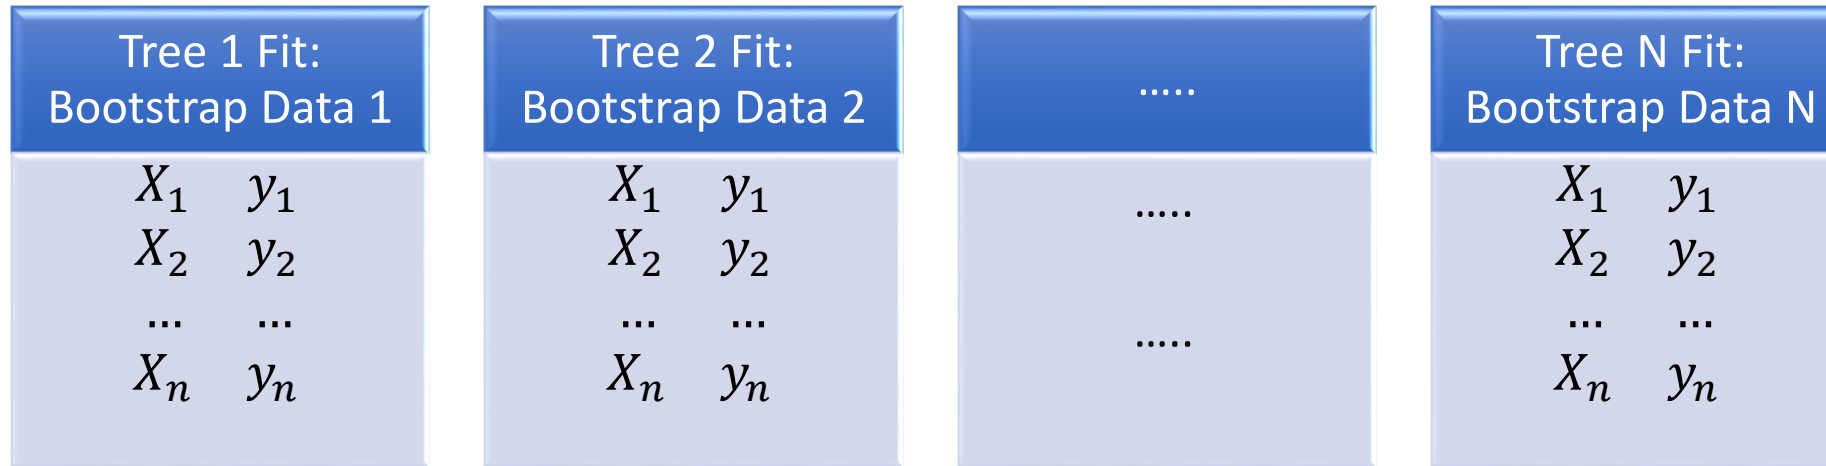 Tree 1 Fit:
Bootstrap Data 1
X₁ y₁
X₂ y₂
... ...
Xₙ yₙ
Tree 2 Fit:
Bootstrap Data 2
X₁ y₁
X₂ y₂
... ...
Xₙ yₙ
.....
.....
.....
Tree N Fit:
Bootstrap Data N
X₁ y₁
X₂ y₂
... ...
Xₙ yₙ